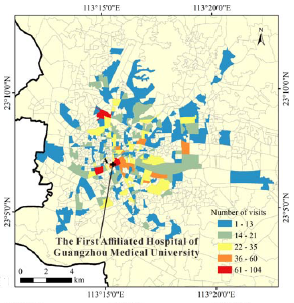 113°15'0"E 113°20'0"E
N
23°10'0"N 23°10'0"N
23°5'0"N 23°5'0"N
The First Affiliated Hospital of
Guangzhou Medical University
Number of visits
1 - 13
14 - 21
22 - 35
36 - 60
61 - 104
0 2 4 km
113°15'0"E 113°20'0"E